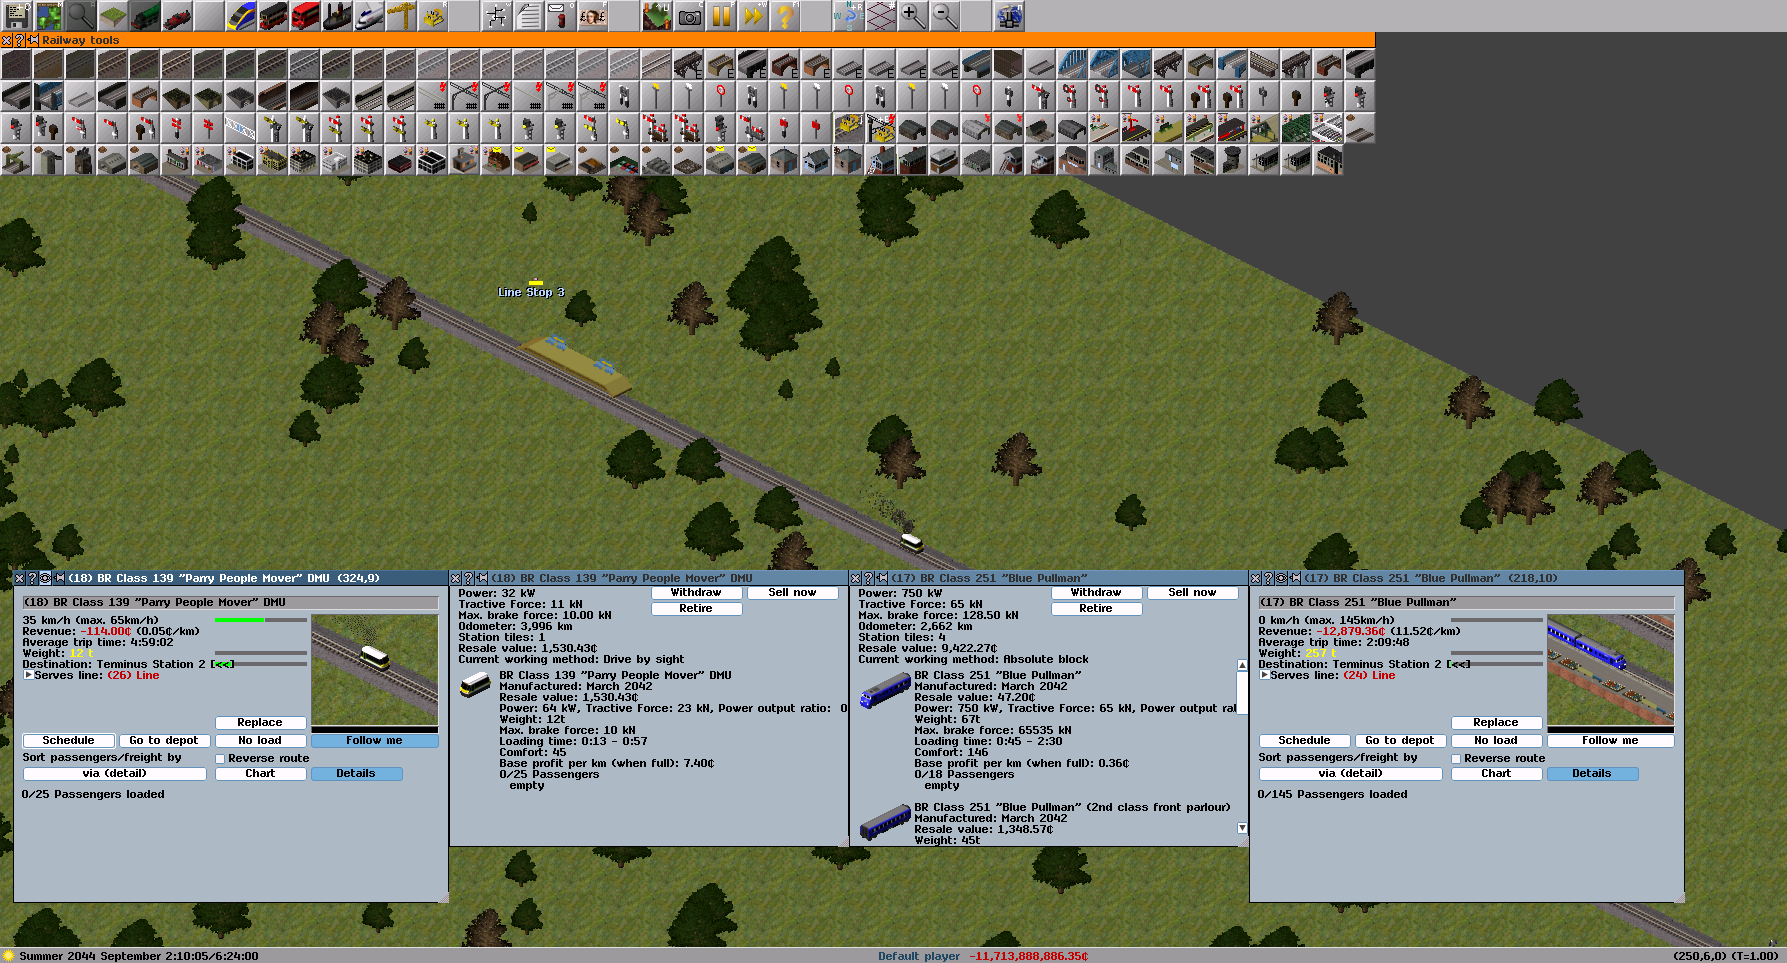 Railway tools
Line Stop 3
(18) BR Class 139 "Parry People Mover" DMU (324,9)
(18) BR Class 139 "Parry People Mover" DMU
35 km/h (max. 65km/h)
Revenue: -114.00¢ (0.05¢/km)
Average trip time: 4:59:02
Weight: 12 t
Destination: Terminus Station 2 [<<]
Serves line: (26) Line
Replace
Schedule
Go to depot
No load
Follow me
Sort passengers/freight by
Reverse route
via (detail)
Chart
Details
0/25 Passengers loaded
(18) BR Class 139 "Parry People Mover" DMU
Power: 32 kW
Withdraw
Sell now
Tractive Force: 11 kN
Retire
Max. brake force: 10.00 kN
Odometer: 3,996 km
Station tiles: 1
Resale value: 1,530.43¢
Current working method: Drive by sight
BR Class 139 "Parry People Mover" DMU
Manufactured: March 2042
Resale value: 1,530.43¢
Power: 64 kW, Tractive Force: 23 kN, Power output ratio: 0
Weight: 12t
Max. brake force: 10 kN
Loading time: 0:13 - 0:57
Comfort: 45
Base profit per km (when full): 7.40¢
0/25 Passengers
empty
(17) BR Class 251 "Blue Pullman"
Power: 750 kW
Withdraw
Sell now
Tractive Force: 65 kN
Retire
Max. brake force: 128.50 kN
Odometer: 2,662 km
Station tiles: 4
Resale value: 9,422.27¢
Current working method: Absolute block
BR Class 251 "Blue Pullman"
Manufactured: March 2042
Resale value: 47.20¢
Power: 750 kW, Tractive Force: 65 kN, Power output ra
Weight: 67t
Max. brake force: 65535 kN
Loading time: 0:45 - 2:30
Comfort: 146
Base profit per km (when full): 0.36¢
0/18 Passengers
empty
BR Class 251 "Blue Pullman" (2nd class front parlour)
Manufactured: March 2042
Resale value: 1,348.57¢
Weight: 45t
(17) BR Class 251 "Blue Pullman" (218,10)
(17) BR Class 251 "Blue Pullman"
0 km/h (max. 145km/h)
Revenue: -12,879.36¢ (11.52¢/km)
Average trip time: 2:09:48
Weight: 257 t
Destination: Terminus Station 2 [<<]
Serves line: (24) Line
Replace
Schedule
Go to depot
No load
Follow me
Sort passengers/freight by
Reverse route
via (detail)
Chart
Details
0/145 Passengers loaded
Summer 2044 September 2:10:05/6:24:00
Default player -11,713,888,886.35¢
(250,6,0) (T=1.00)